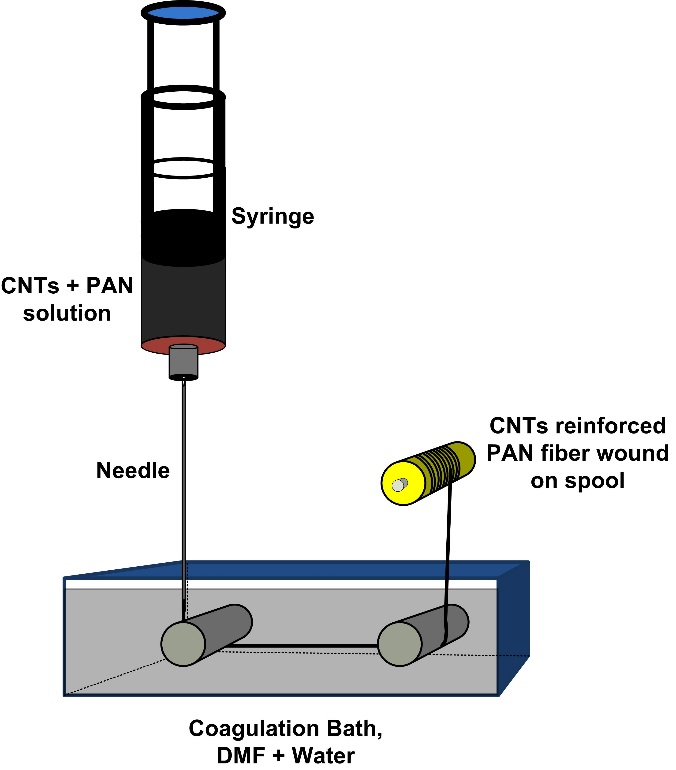 Syringe
CNTs + PAN
solution
CNTs reinforced
PAN fiber wound
on spool
Needle
Coagulation Bath,
DMF + Water